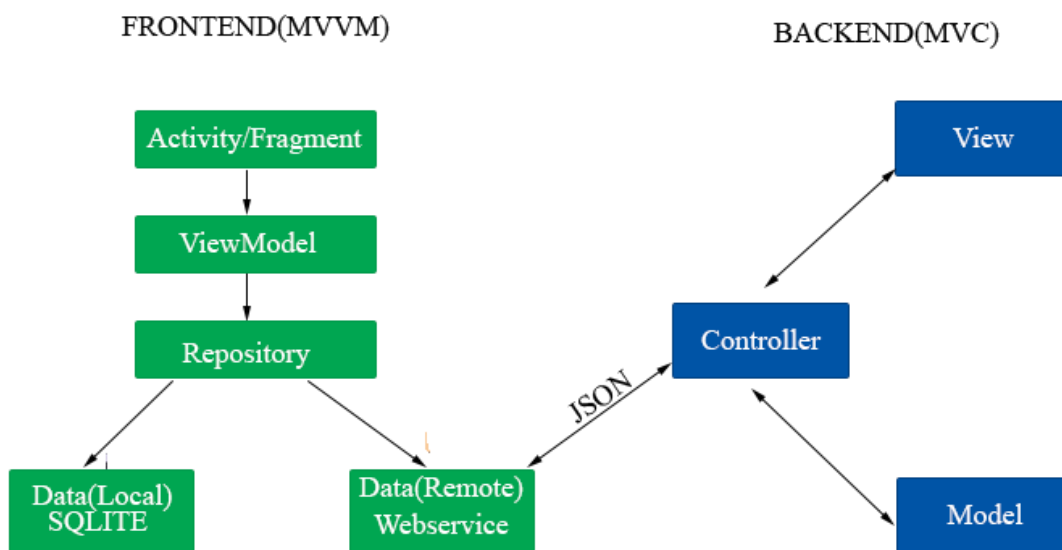 FRONTEND(MVVM)
BACKEND(MVC)
Activity/Fragment
View
ViewModel
Controller
Repository
JSON
Data(Local)
SQLITE
Data(Remote)
Webservice
Model